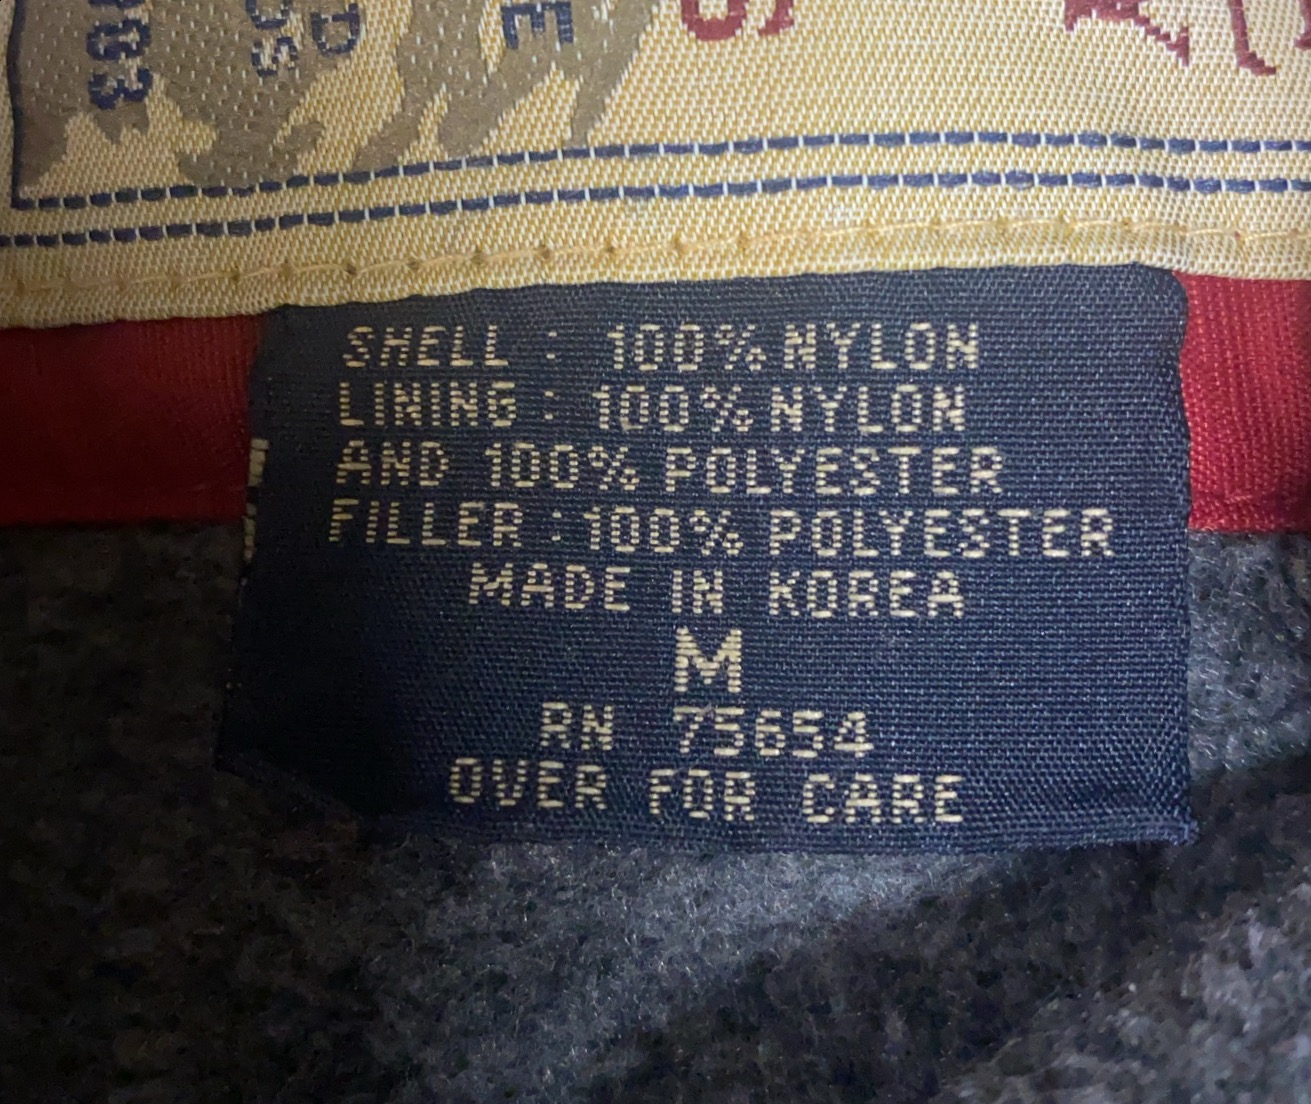 SHELL : 100% NYLON
LINING : 100% NYLON
AND 100% POLYESTER
FILLER : 100% POLYESTER
MADE IN KOREA
M
RN 75654
OVER FOR CARE